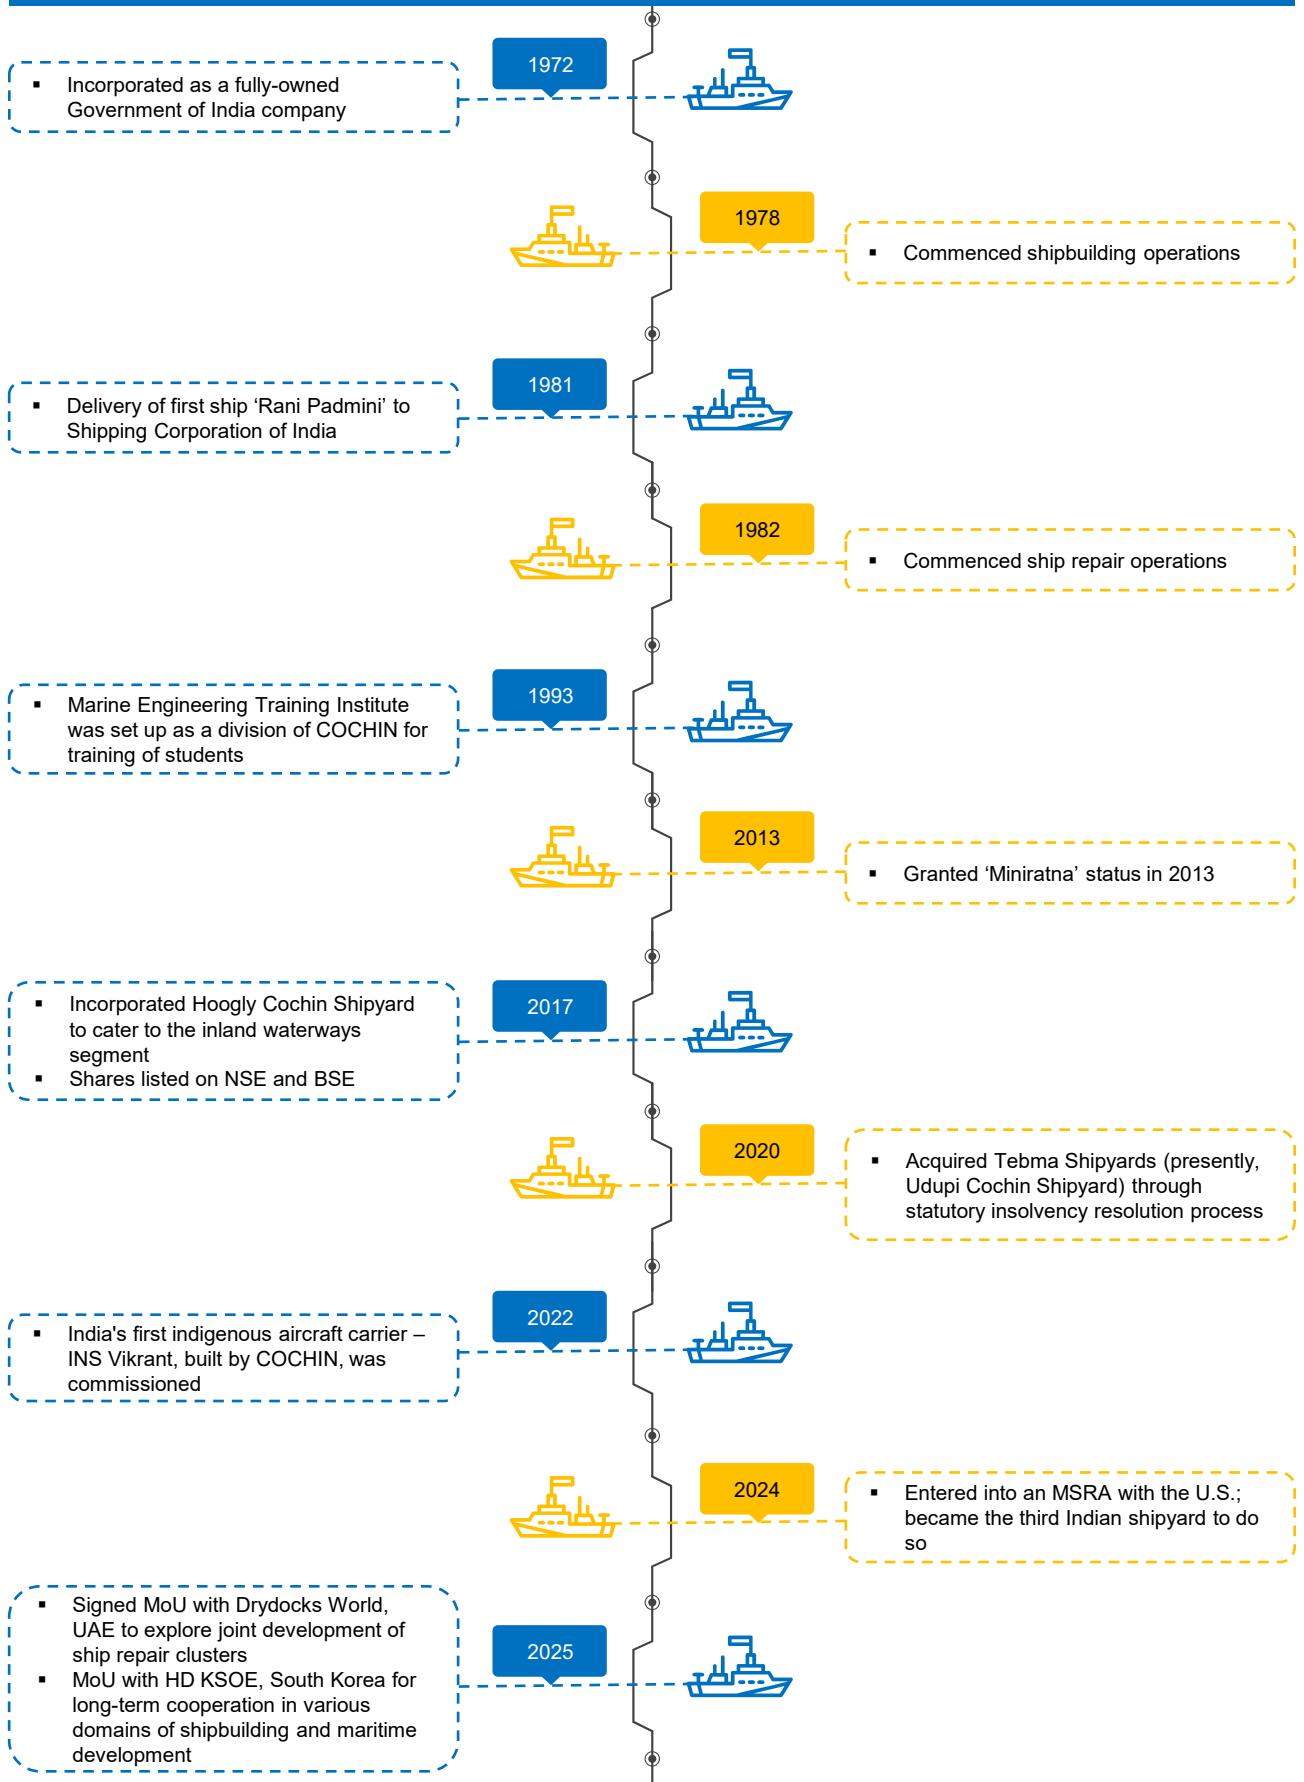 1972
▪ Incorporated as a fully-owned
Government of India company
1978
▪ Commenced shipbuilding operations
1981
▪ Delivery of first ship ‘Rani Padmini’ to
Shipping Corporation of India
1982
▪ Commenced ship repair operations
1993
▪ Marine Engineering Training Institute
was set up as a division of COCHIN for
training of students
2013
▪ Granted ‘Miniratna’ status in 2013
2017
▪ Incorporated Hoogly Cochin Shipyard
to cater to the inland waterways
segment
▪ Shares listed on NSE and BSE
2020
▪ Acquired Tebma Shipyards (presently,
Udupi Cochin Shipyard) through
statutory insolvency resolution process
2022
▪ India's first indigenous aircraft carrier –
INS Vikrant, built by COCHIN, was
commissioned
2024
▪ Entered into an MSRA with the U.S.;
became the third Indian shipyard to do
so
2025
▪ Signed MoU with Drydocks World,
UAE to explore joint development of
ship repair clusters
▪ MoU with HD KSOE, South Korea for
long-term cooperation in various
domains of shipbuilding and maritime
development